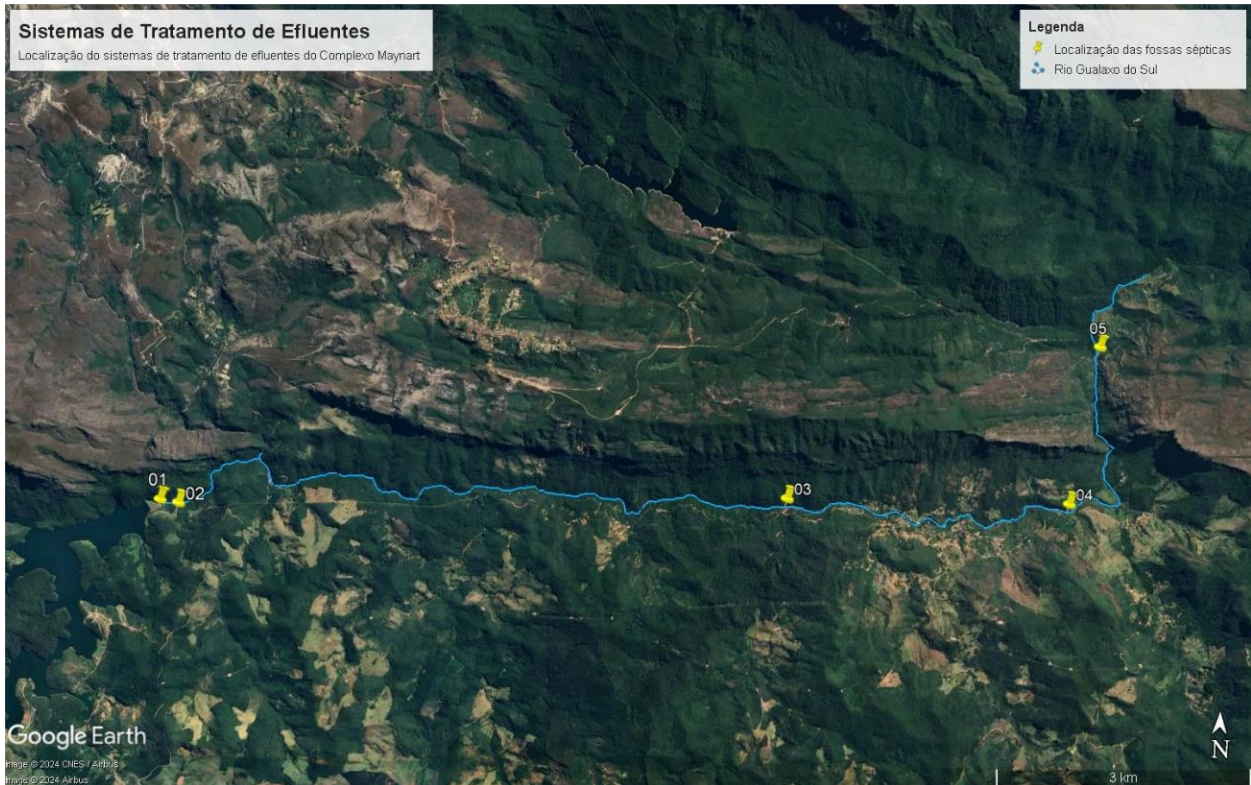 Sistemas de Tratamento de Efluentes
Localização do sistemas de tratamento de efluentes do Complexo Maynart
Legenda
Localização das fossas sépticas
Rio Gualaxo do Sul
05
01
02
03
04
Google Earth
Image © 2024 CNES / Airbus
Image © 2024 Airbus
N
3 km